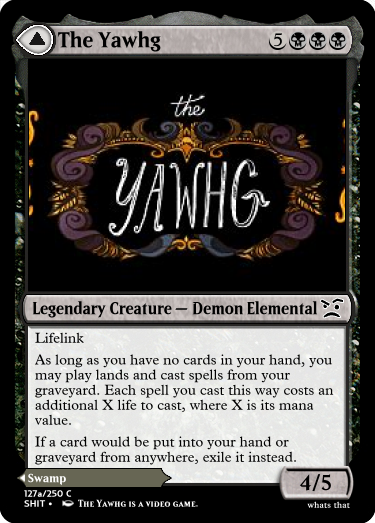 The Yawhg
5
the
YAWHG
Legendary Creature — Demon Elemental
Lifelink
As long as you have no cards in your hand, you
may play lands and cast spells from your
graveyard. Each spell you cast this way costs an
additional X life to cast, where X is its mana
value.
If a card would be put into your hand or
graveyard from anywhere, exile it instead.
Swamp
4/5
127a/250 C
SHIT • THE YAWHG IS A VIDEO GAME.
whats that